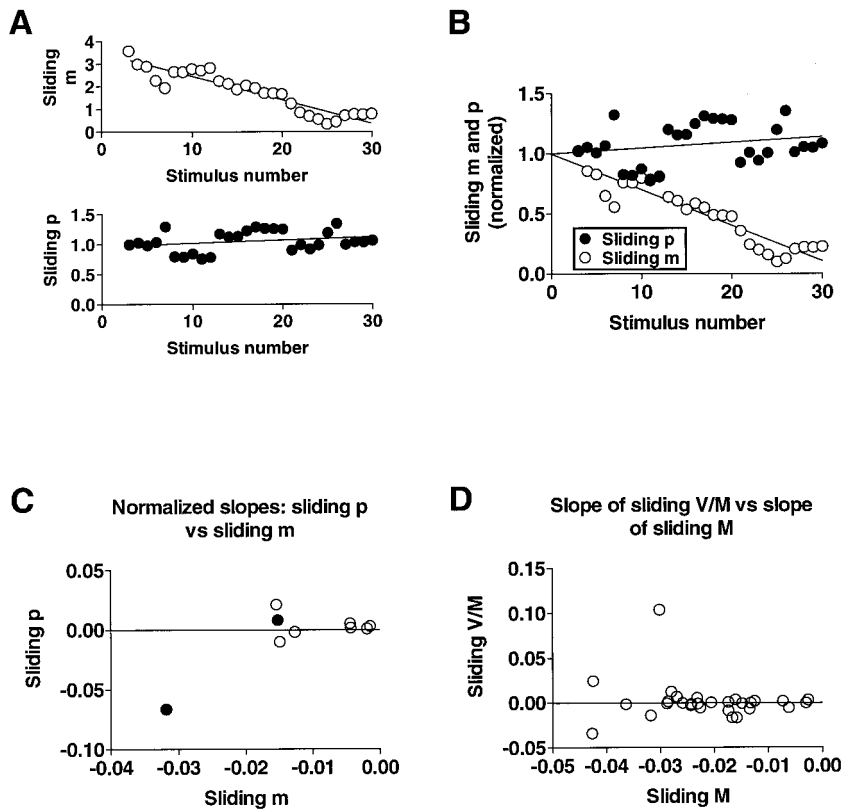 A
Sliding
m
4
3
2
1
0
0
10
20
30
Stimulus number
Sliding p
1.5
1.0
0.5
0.0
0
10
20
30
Stimulus number
B
Sliding m and p
(normalized)
1.5
1.0
0.5
0.0
Sliding p
Sliding m
0
10
20
30
Stimulus number
C
Normalized slopes: sliding p
vs sliding m
Sliding p
0.05
0.00
-0.05
-0.10
-0.04
-0.03
-0.02
-0.01
0.00
Sliding m
D
Slope of sliding V/M vs slope
of sliding M
Sliding V/M
0.15
0.10
0.05
0.00
-0.05
-0.05
-0.04
-0.03
-0.02
-0.01
0.00
Sliding M